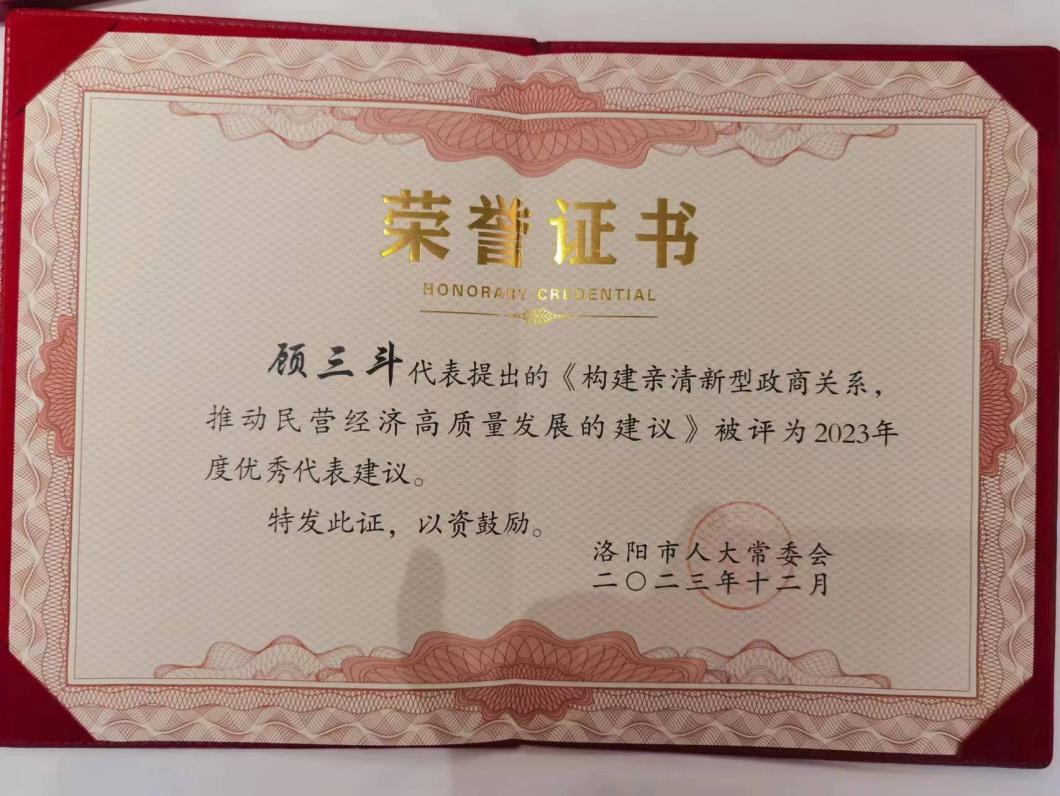 荣誉证书
HONORARY CREDENTIAL
顾三斗代表提出的《构建亲清新型政商关系，
推动民营经济高质量发展的建议》被评为2023年
度优秀代表建议。
特发此证，以资鼓励。
洛阳市人大常委会
二〇二三年十二月